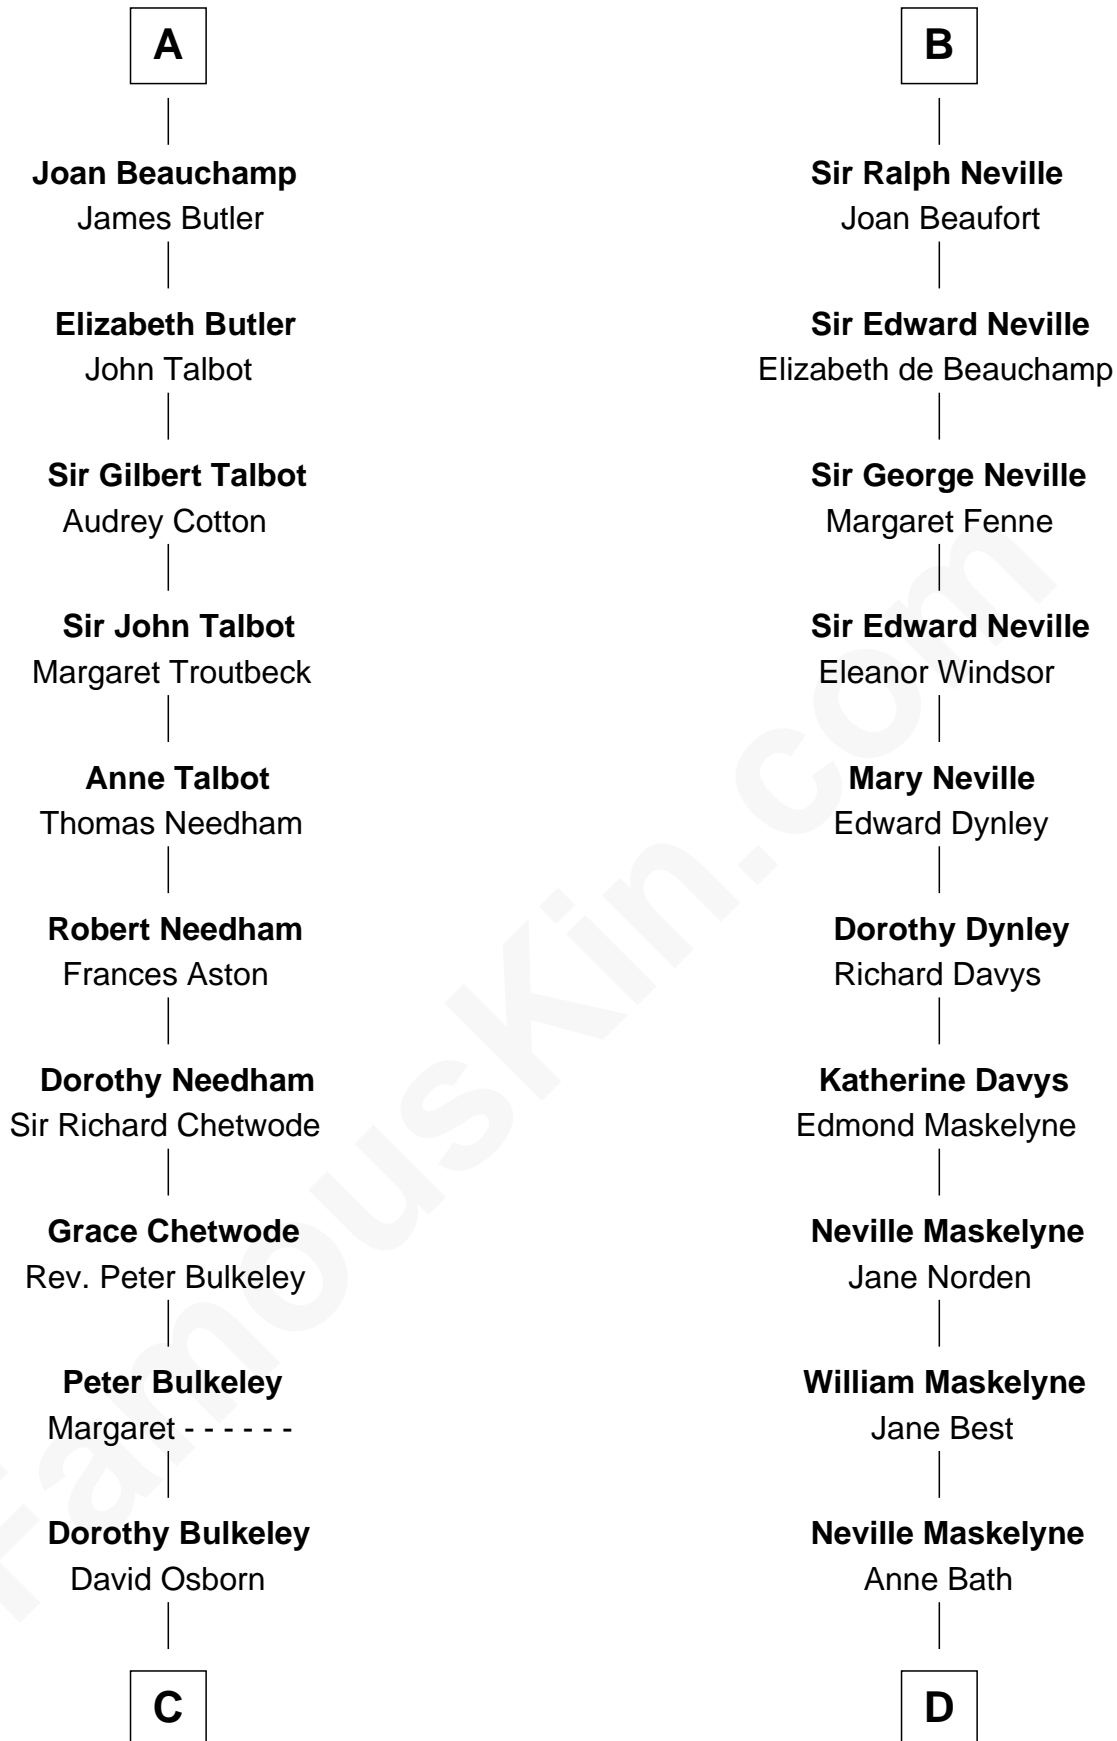 A
Joan Beauchamp
James Butler
Elizabeth Butler
John Talbot
Sir Gilbert Talbot
Audrey Cotton
Sir John Talbot
Margaret Troutbeck
Anne Talbot
Thomas Needham
Robert Needham
Frances Aston
Dorothy Needham
Sir Richard Chetwode
Grace Chetwode
Rev. Peter Bulkeley
Peter Bulkeley
Margaret - - - - - -
Dorothy Bulkeley
David Osborn
C
B
Sir Ralph Neville
Joan Beaufort
Sir Edward Neville
Elizabeth de Beauchamp
Sir George Neville
Margaret Fenne
Sir Edward Neville
Eleanor Windsor
Mary Neville
Edward Dynley
Dorothy Dynley
Richard Davys
Katherine Davys
Edmond Maskelyne
Neville Maskelyne
Jane Norden
William Maskelyne
Jane Best
Neville Maskelyne
Anne Bath
D
FamousKin.com